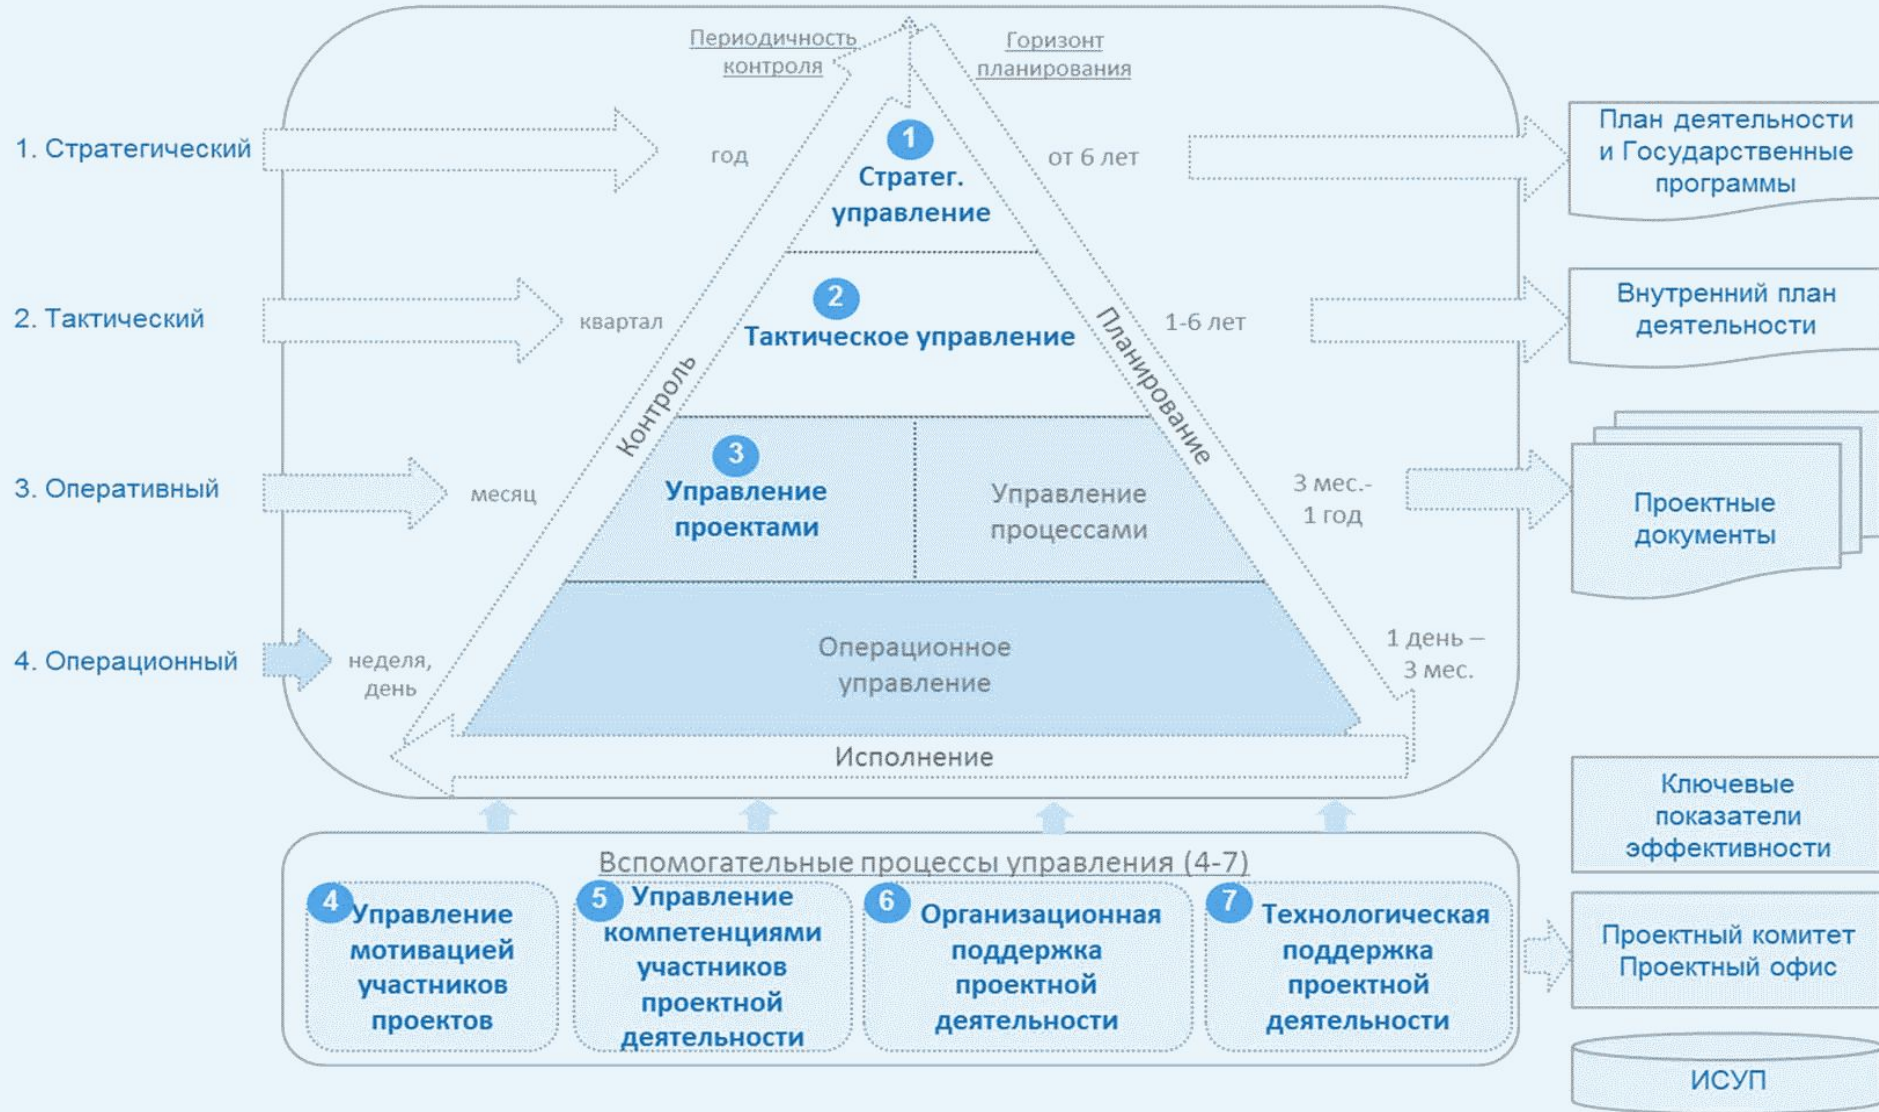 Периодичность
контроля
Горизонт
планирования
1. Стратегический
год
1
Стратег.
управление
от 6 лет
План деятельности
и Государственные
программы
2. Тактический
квартал
2
Тактическое управление
1-6 лет
Внутренний план
деятельности
Контроль
Планирование
3. Оперативный
месяц
3
Управление
проектами
Управление
процессами
3 мес.-
1 год
Проектные
документы
4. Операционный
неделя,
день
Операционное
управление
1 день –
3 мес.
Исполнение
Ключевые
показатели
эффективности
Вспомогательные процессы управления (4-7)
4
Управление
мотивацией
участников
проектов
5
Управление
компетенциями
участников
проектной
деятельности
6
Организационная
поддержка
проектной
деятельности
7
Технологическая
поддержка
проектной
деятельности
Проектный комитет
Проектный офис
ИСУП